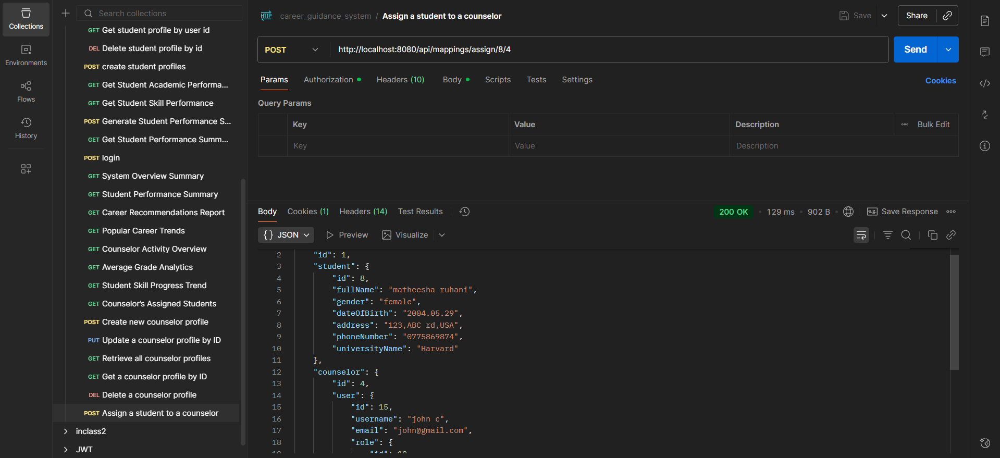 Collections
Environments
Flows
History
Search collections
GET Get student profile by user id
DEL Delete student profile by id
POST create student profiles
GET Get Student Academic Performa...
GET Get Student Skill Performance
POST Generate Student Performance S...
GET Get Student Performance Summ...
POST login
GET System Overview Summary
GET Student Performance Summary
GET Career Recommendations Report
GET Popular Career Trends
GET Counselor Activity Overview
GET Average Grade Analytics
GET Student Skill Progress Trend
GET Counselor's Assigned Students
POST Create new counselor profile
PUT Update a counselor profile by ID
GET Retrieve all counselor profiles
GET Get a counselor profile by ID
DEL Delete a counselor profile
POST Assign a student to a counselor
inclass2
JWT
HTTP career_guidance_system / Assign a student to a counselor
Save
Share
POST http://localhost:8080/api/mappings/assign/8/4
Send
Params Authorization Headers (10) Body Scripts Tests Settings
Cookies
Query Params
Key Value Description Bulk Edit
Key Value Description
Body Cookies (1) Headers (14) Test Results
200 OK 129 ms 902 B e.g. Save Response
{} JSON Preview Visualize
2 "id": 1,
3 "student": {
4 "id": 8,
5 "fullName": "matheesha ruhani",
6 "gender": "female",
7 "dateOfBirth": "2004.05.29",
8 "address": "123,ABC rd,USA",
9 "phoneNumber": "0775869874",
10 "universityName": "Harvard"
11 },
12 "counselor": {
13 "id": 4,
14 "user": {
15 "id": 15,
16 "username": "john c",
17 "email": "john@gmail.com",
18 "role": {